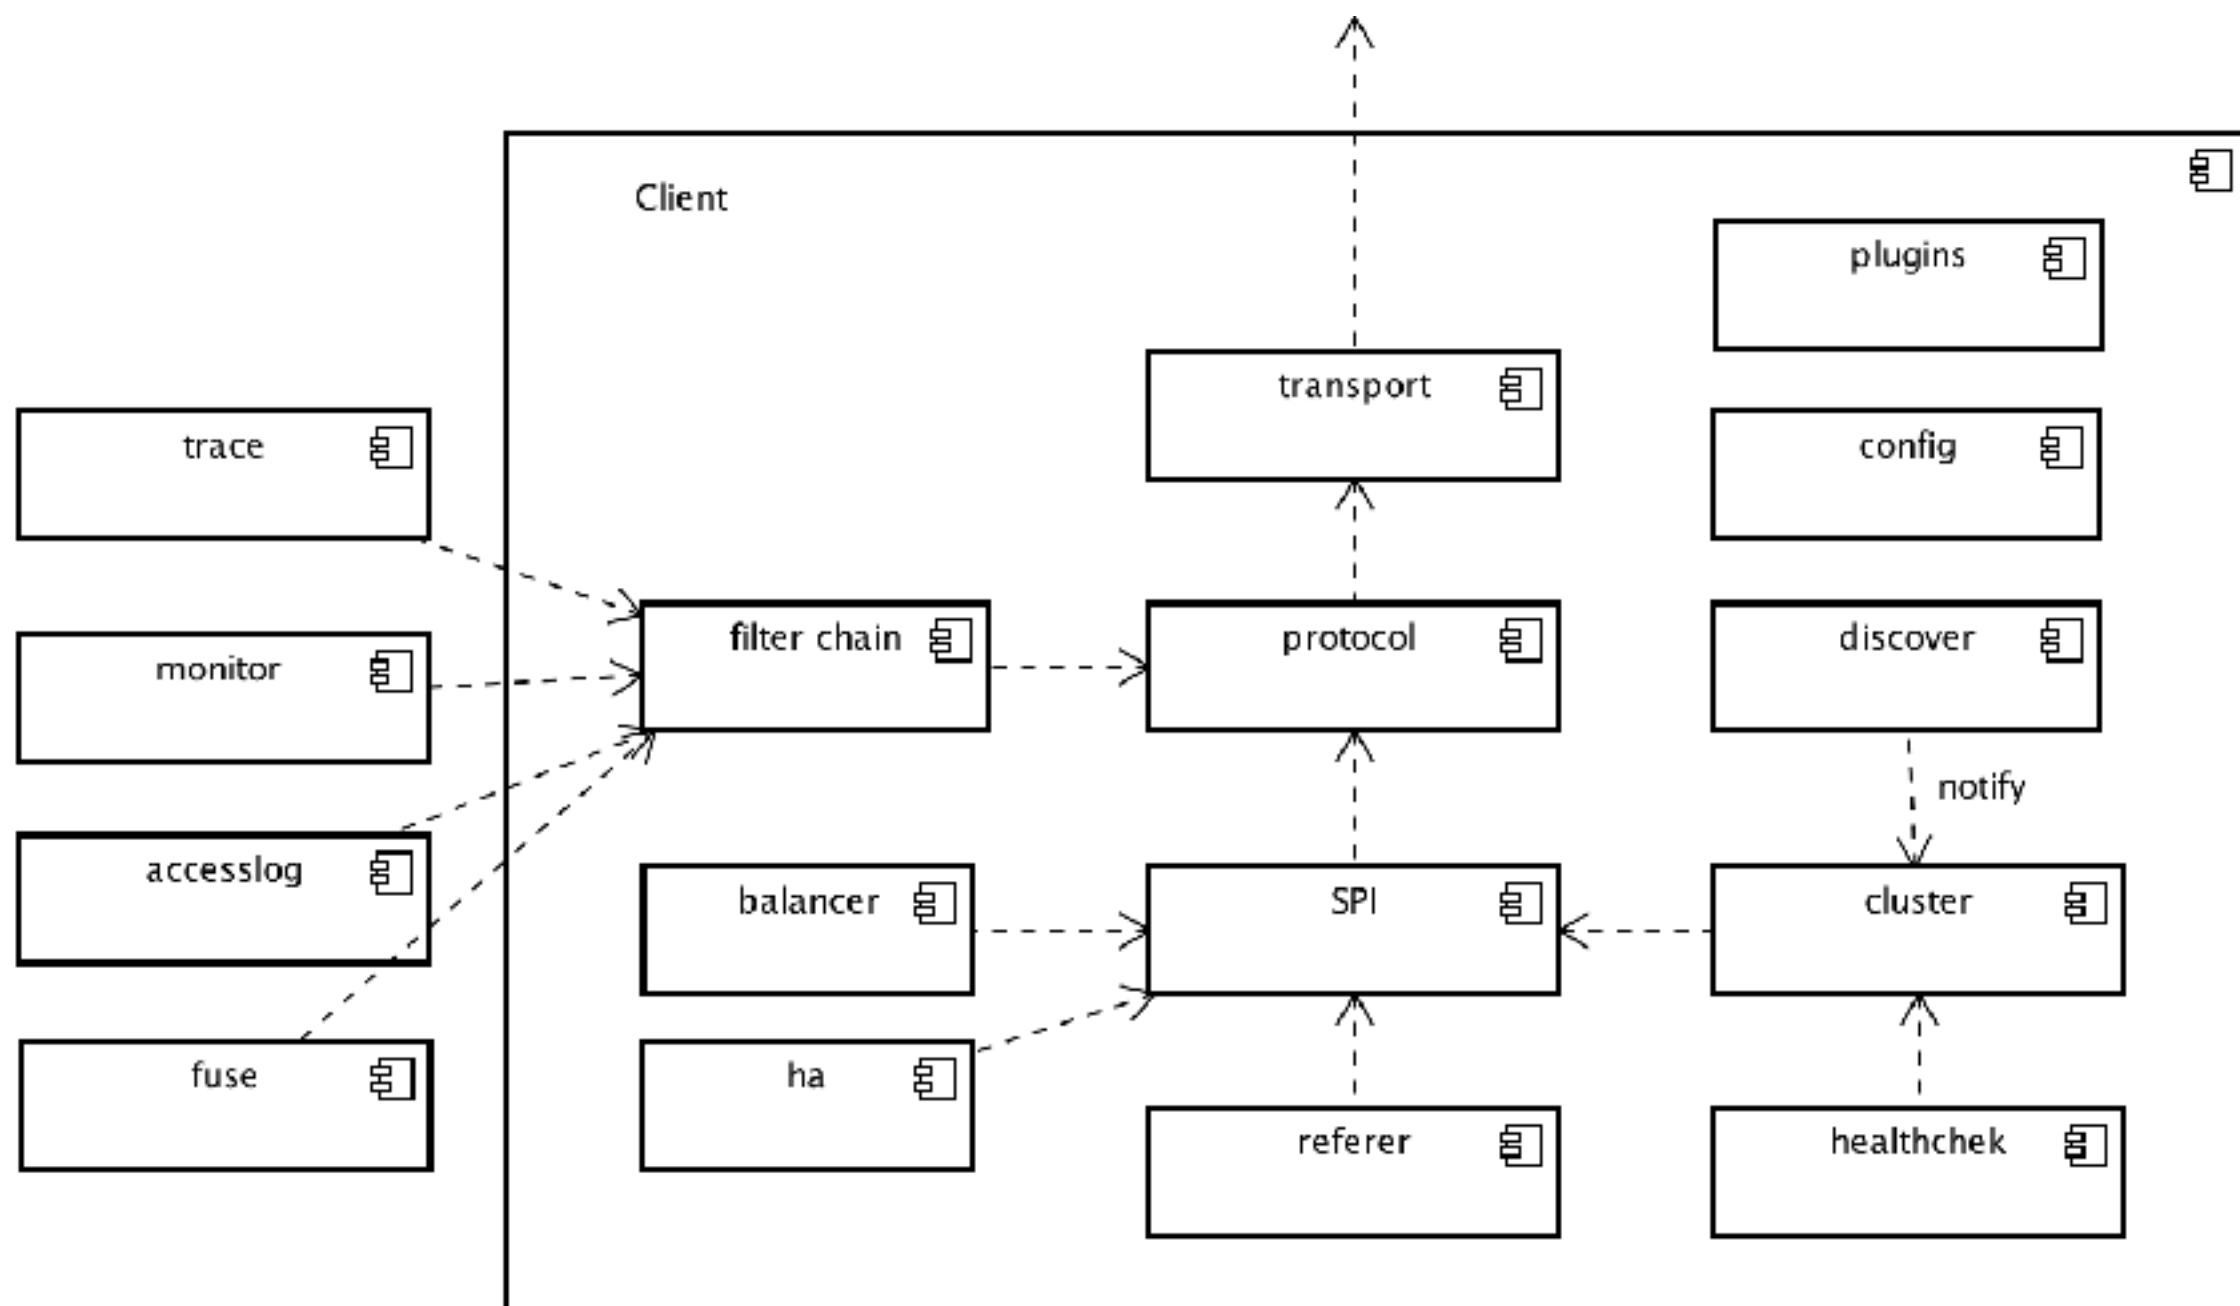 Client
plugins
transport
trace
config
filter chain
protocol
discover
monitor
notify
accesslog
balancer
SPI
cluster
fuse
ha
referer
healthchek